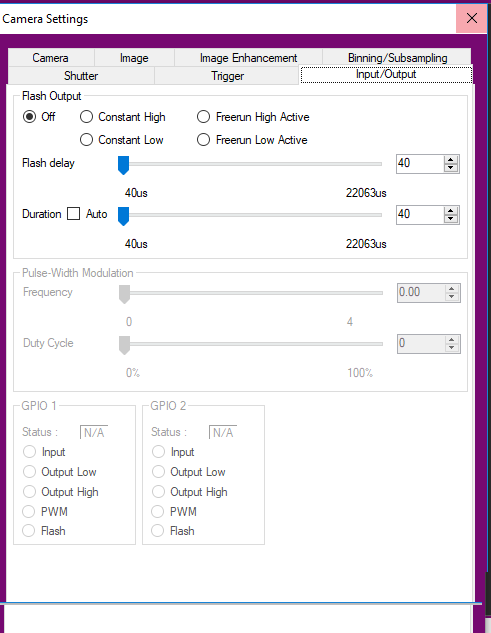 Camera Settings
Camera Image Image Enhancement Binning/Subsampling
Shutter Trigger Input/Output
Flash Output
Off Constant High Freerun High Active
Constant Low Freerun Low Active
Flash delay 40
40us 22063us
Duration Auto 40
40us 22063us
Pulse-Width Modulation
Frequency 0.00
0 4
Duty Cycle 0
0% 100%
GPIO 1 GPIO 2
Status : N/A Status : N/A
Input Input
Output Low Output Low
Output High Output High
PWM PWM
Flash Flash